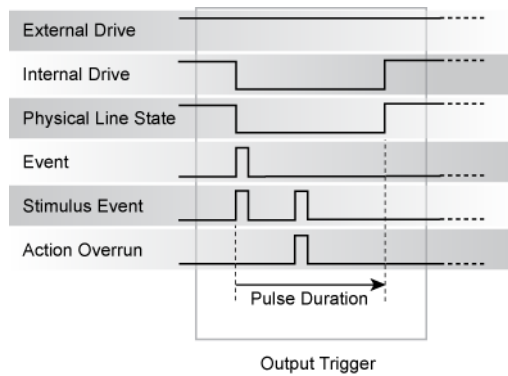 External Drive
Internal Drive
Physical Line State
Event
Stimulus Event
Action Overrun
Pulse Duration
Output Trigger